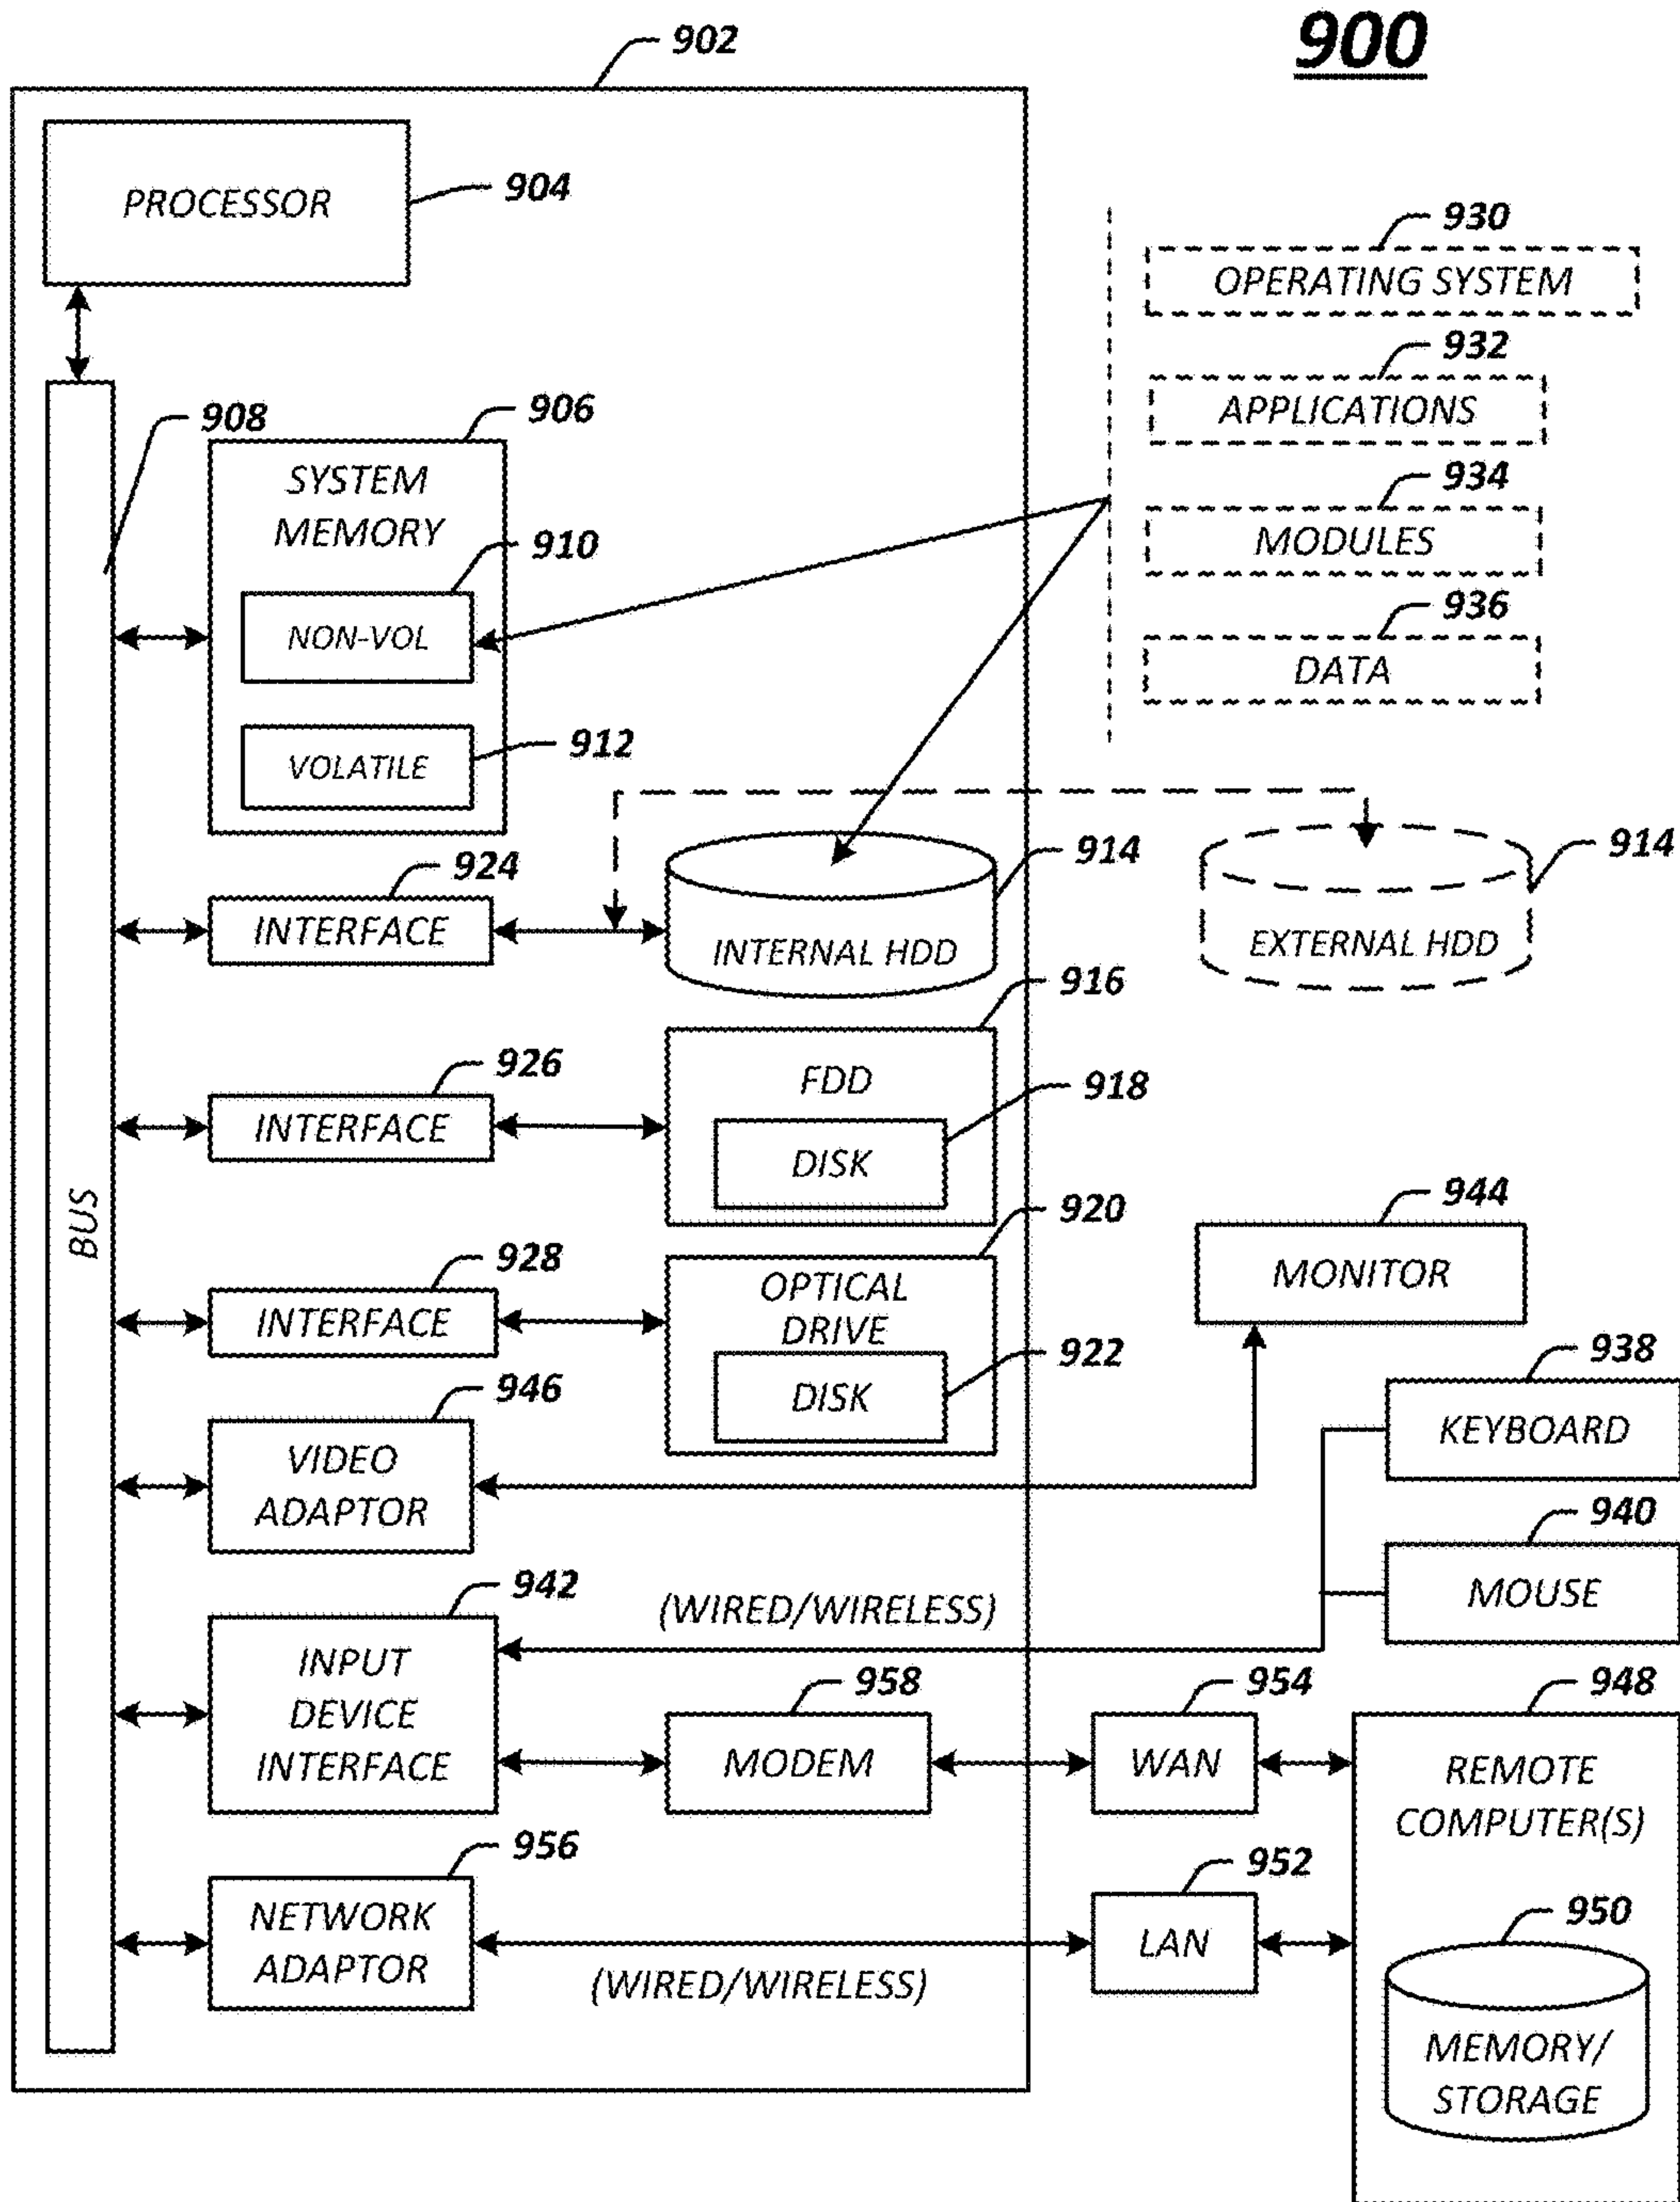 900
902
PROCESSOR
904
930
OPERATING SYSTEM
932
APPLICATIONS
934
MODULES
936
DATA
908
906
SYSTEM
MEMORY
910
NON-VOL
912
VOLATILE
BUS
924
INTERFACE
914
INTERNAL HDD
914
EXTERNAL HDD
926
INTERFACE
916
FDD
918
DISK
928
INTERFACE
920
OPTICAL
DRIVE
922
DISK
944
MONITOR
946
VIDEO
ADAPTOR
938
KEYBOARD
940
MOUSE
942
INPUT
DEVICE
INTERFACE
(WIRED/WIRELESS)
958
MODEM
954
WAN
948
REMOTE
COMPUTER(S)
956
NETWORK
ADAPTOR
(WIRED/WIRELESS)
952
LAN
950
MEMORY/
STORAGE